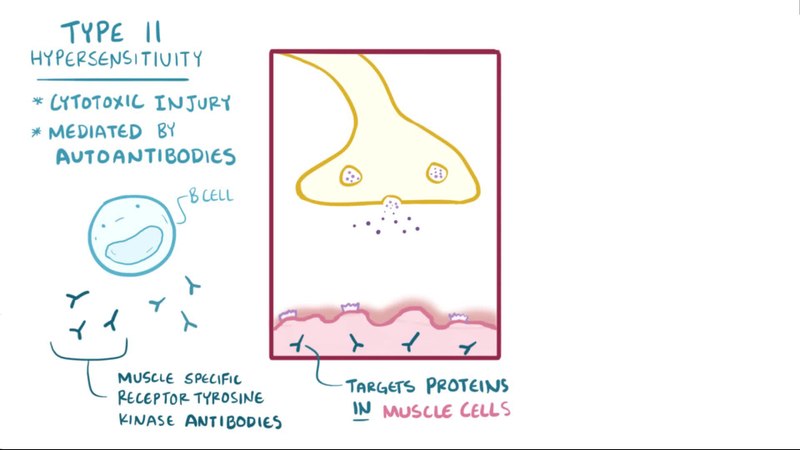 TYPE II
HYPERSENSITIVITY
* CYTOTOXIC INJURY
* MEDIATED BY
AUTOANTIBODIES
B CELL
MUSCLE SPECIFIC
RECEPTOR TYROSINE
KINASE ANTIBODIES
TARGETS PROTEINS
IN MUSCLE CELLS